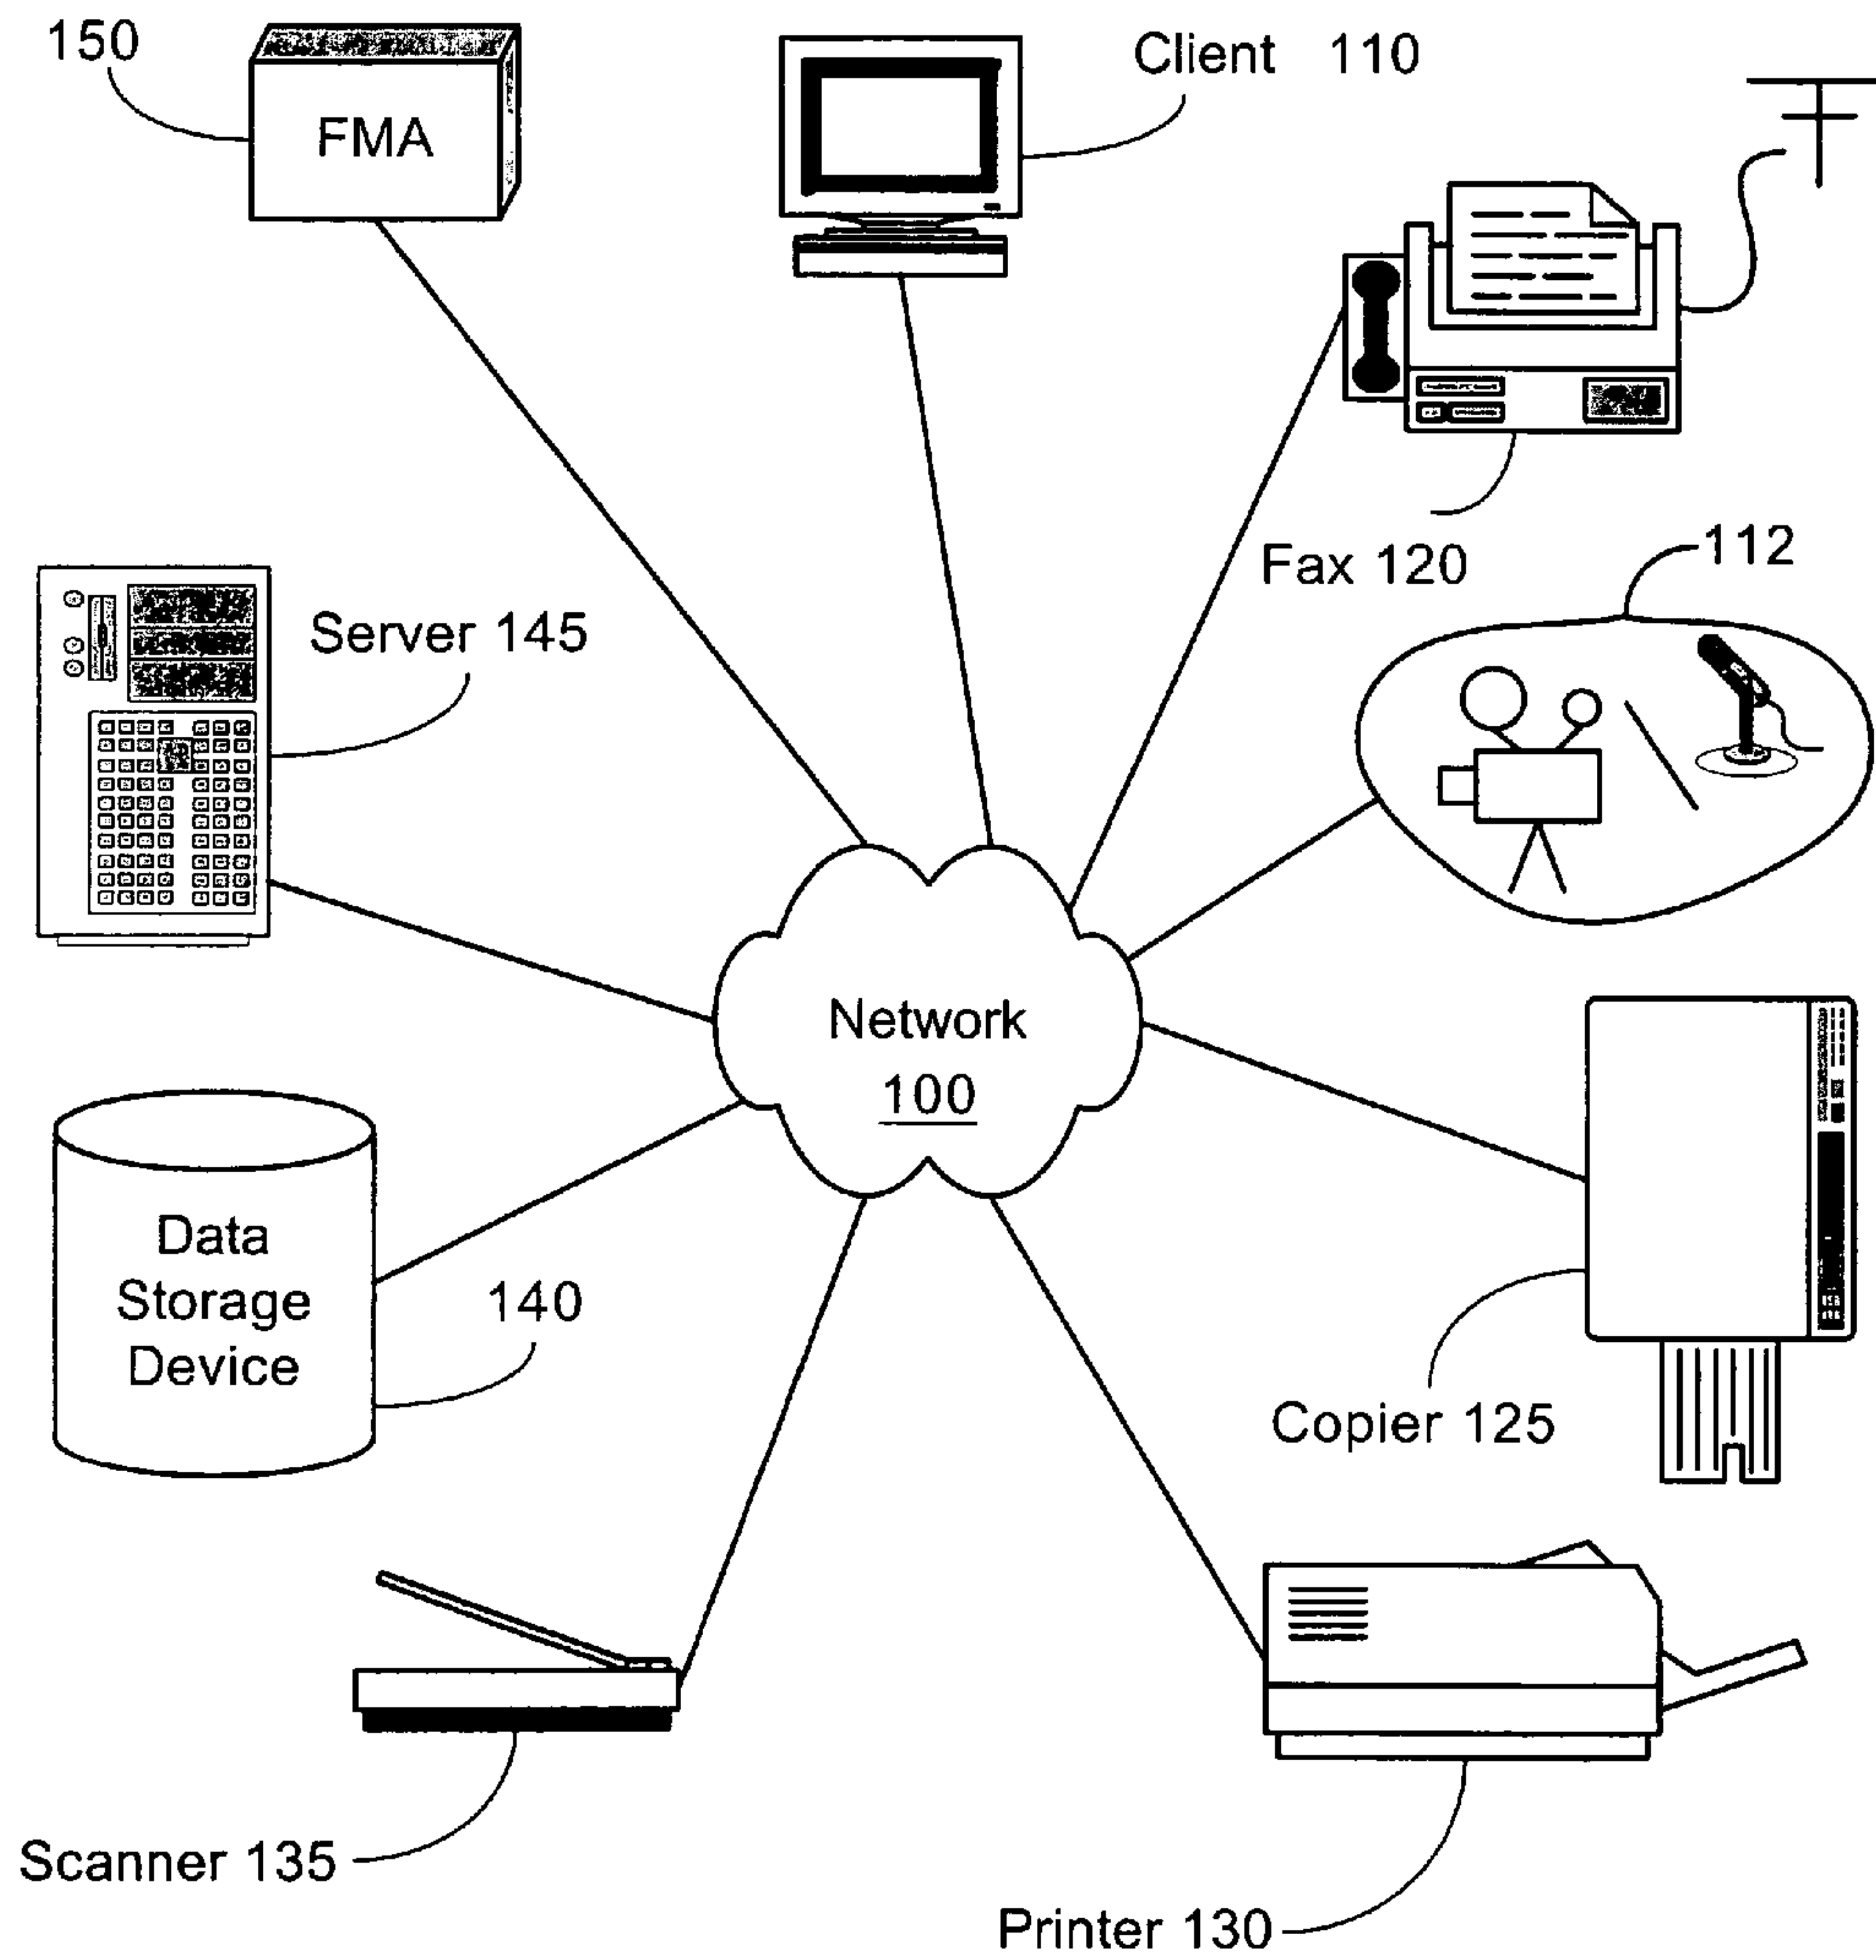 150
FMA
Client 110
Fax 120
112
Server 145
Network
100
Data
Storage
Device
140
Copier 125
Scanner 135
Printer 130